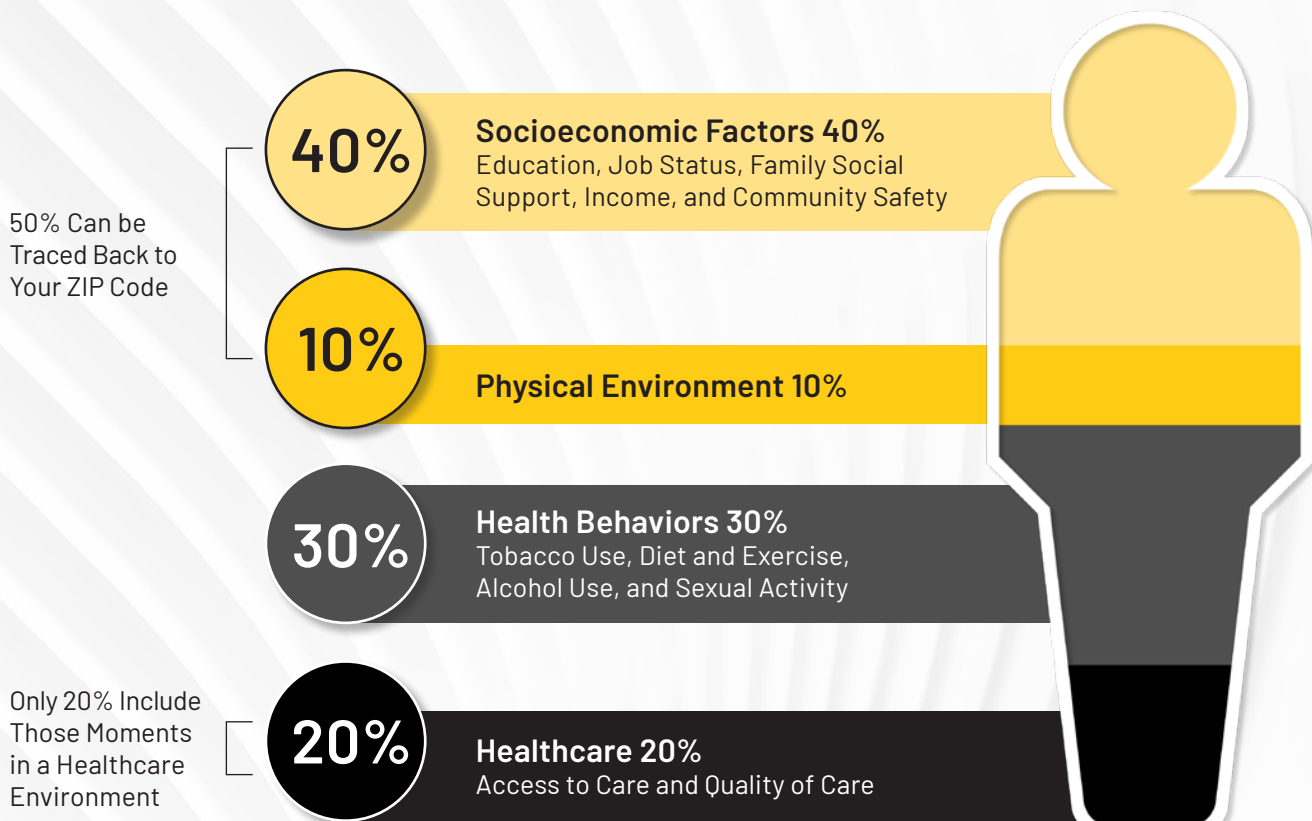 40%
Socioeconomic Factors 40%
Education, Job Status, Family Social
Support, Income, and Community Safety
50% Can be
Traced Back to
Your ZIP Code
10%
Physical Environment 10%
30%
Health Behaviors 30%
Tobacco Use, Diet and Exercise,
Alcohol Use, and Sexual Activity
Only 20% Include
Those Moments
in a Healthcare
Environment
20%
Healthcare 20%
Access to Care and Quality of Care